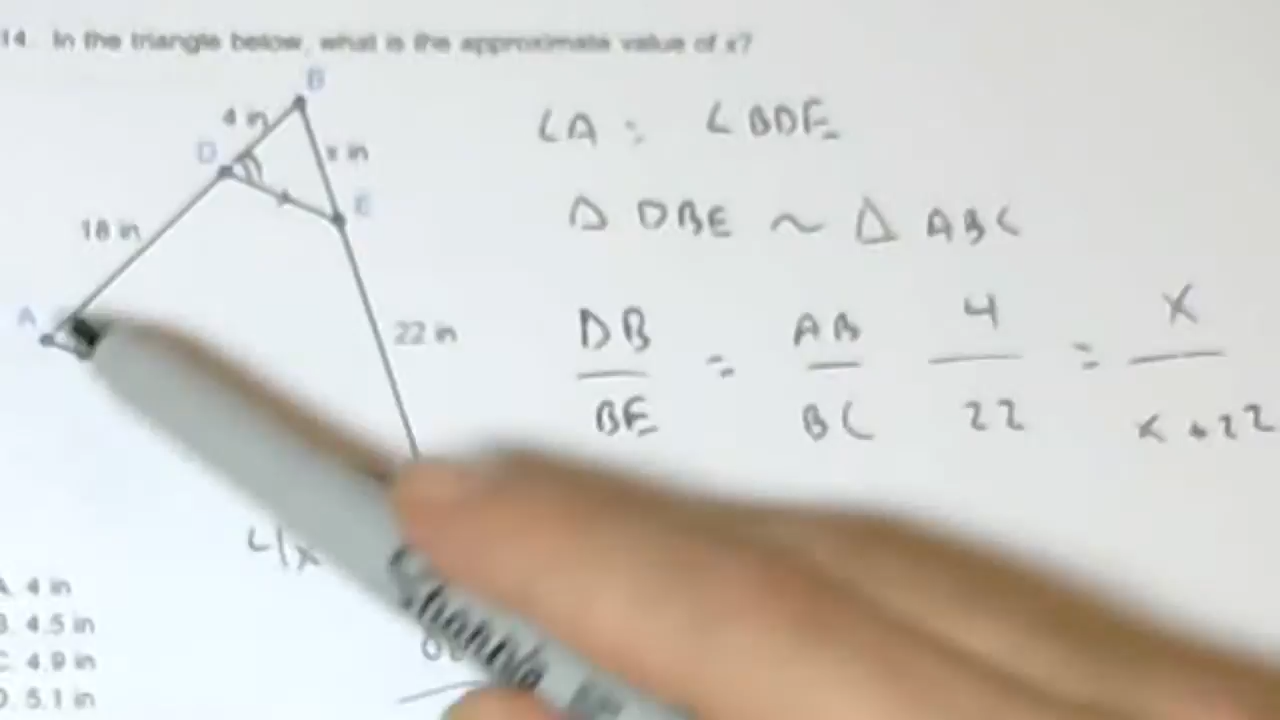 14. In the triangle below, what is the approximate value of x?
B
4 in
D
x in
E
18 in
A
22 in
A. 4 in
B. 4.5 in
C. 4.9 in
D. 5.1 in
∠A = ∠BDE
△ DBE ~ △ ABC
DB / BE = AB / BC
4 / 22 = x / x + 22
Sharpie